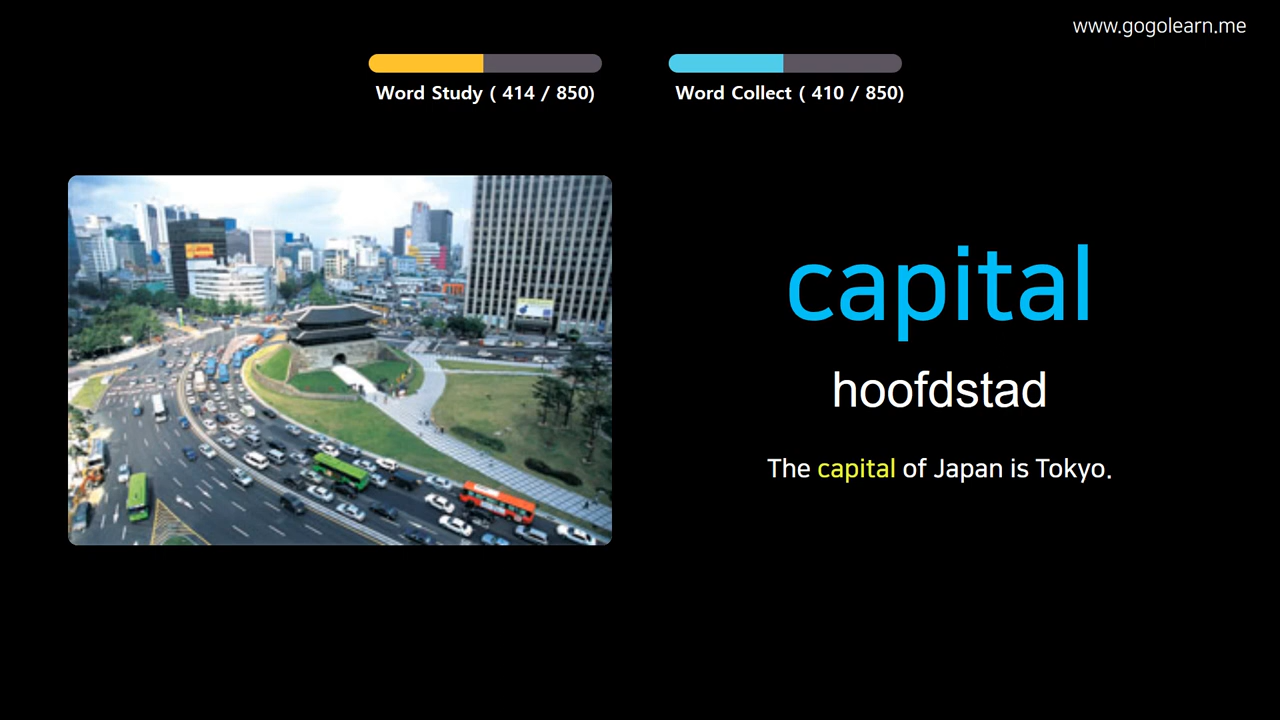 www.gogolearn.me
Word Study ( 414 / 850)
Word Collect ( 410 / 850)
capital
hoofdstad
The capital of Japan is Tokyo.